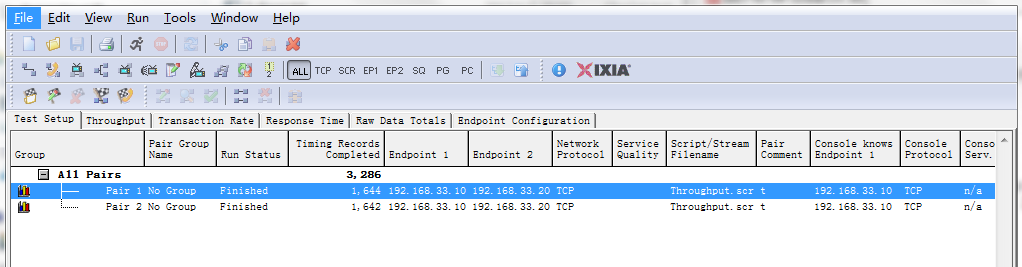 File Edit View Run Tools Window Help
1 2 ALL TCP SCR EP1 EP2 SQ PG PC IXIA
Test Setup Throughput Transaction Rate Response Time Raw Data Totals Endpoint Configuration
Group Pair Group Name Run Status Timing Records Completed Endpoint 1 Endpoint 2 Network Protocol Service Quality Script/Stream Filename Pair Comment Console knows Endpoint 1 Console Protocol Conso Serv.
All Pairs 3,286
Pair 1 No Group Finished 1,644 192.168.33.10 192.168.33.20 TCP Throughput.scr t 192.168.33.10 TCP n/a
Pair 2 No Group Finished 1,642 192.168.33.10 192.168.33.20 TCP Throughput.scr t 192.168.33.10 TCP n/a